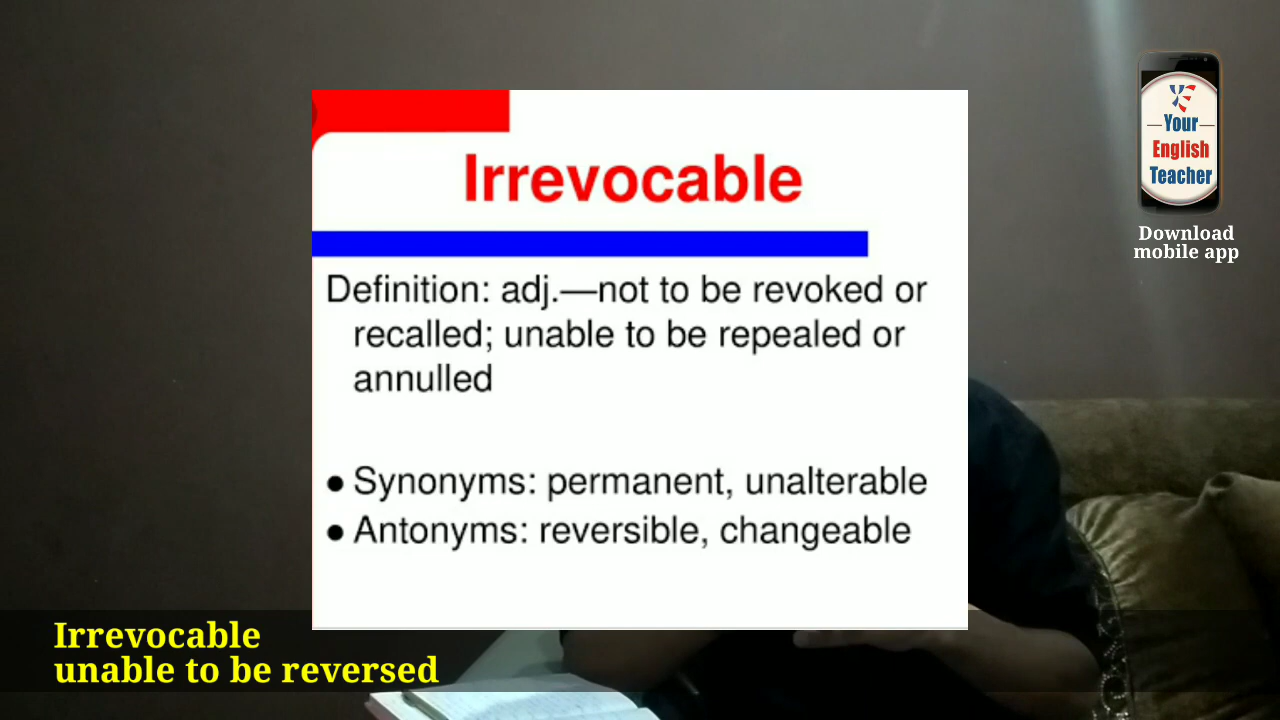 Irrevocable
Definition: adj.—not to be revoked or
recalled; unable to be repealed or
annulled
● Synonyms: permanent, unalterable
● Antonyms: reversible, changeable
Your
English
Teacher
Download
mobile app
Irrevocable
unable to be reversed